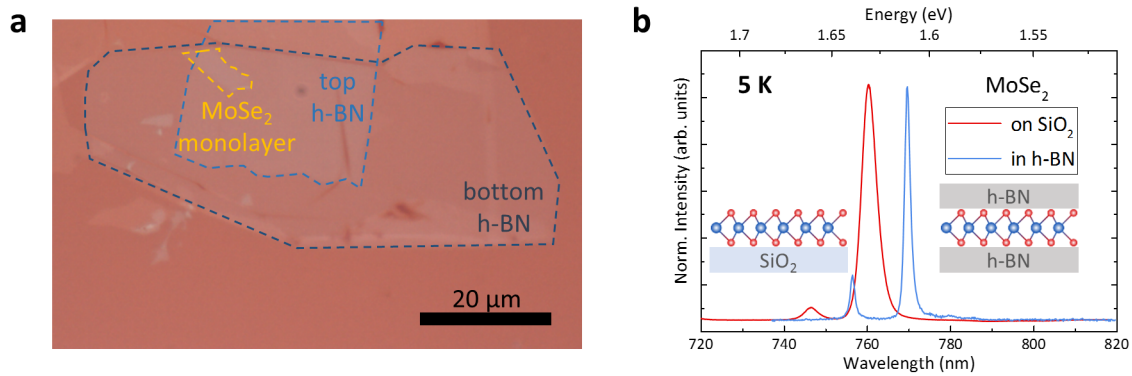 a
top
h-BN
MoSe₂
monolayer
bottom
h-BN
20 µm
b
Energy (eV)
1.7 1.65 1.6 1.55
5 K
MoSe₂
on SiO₂
in h-BN
h-BN
SiO₂
h-BN
Norm. Intensity (arb. units)
720 740 760 780 800 820
Wavelength (nm)